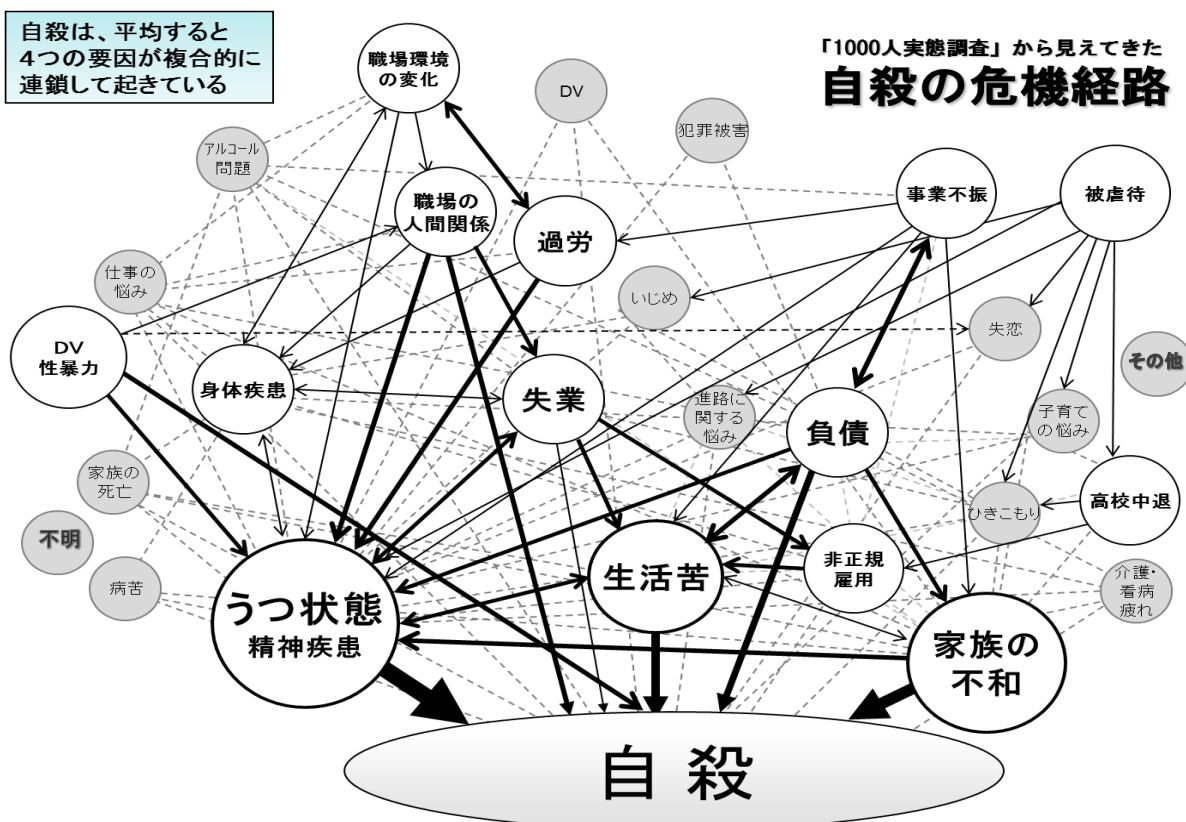 自殺は、平均すると
4つの要因が複合的に
連鎖して起きている
「1000人実態調査」から見えてきた
自殺の危機経路
職場環境
の変化
DV
犯罪被害
アルコール
問題
職場の
人間関係
過労
事業不振
被虐待
仕事の
悩み
いじめ
失恋
DV
性暴力
その他
身体疾患
失業
進路に
関する
悩み
負債
子育て
の悩み
家族の
死亡
高校中退
ひきこもり
不明
病苦
うつ状態
精神疾患
生活苦
非正規
雇用
介護・
看病
疲れ
家族の
不和
自殺